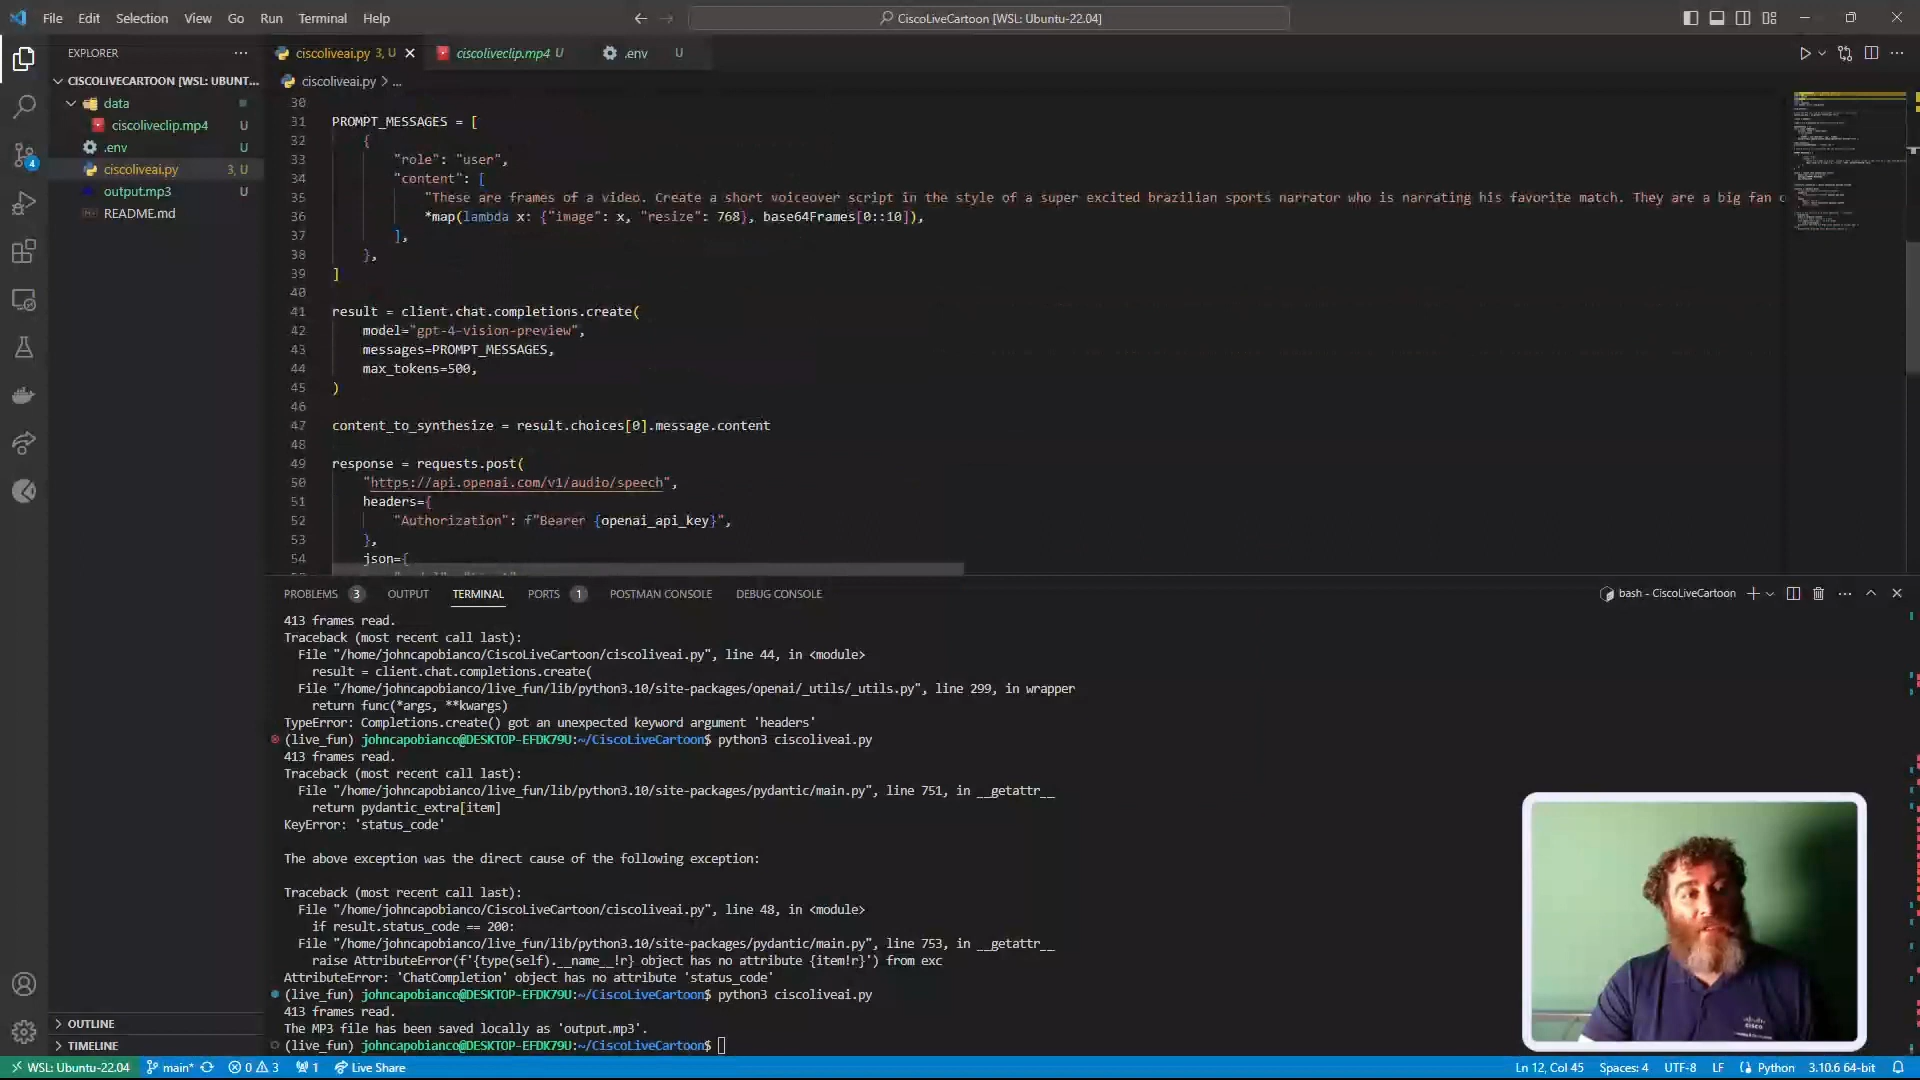 File Edit Selection View Go Run Terminal Help
CiscoLiveCartoon [WSL: Ubuntu-22.04]
EXPLORER
CISCOLIVECARTOON [WSL: UBUNT...
data
ciscoliveclip.mp4 U
.env U
ciscoliveai.py 3, U
output.mp3 U
README.md
OUTLINE
TIMELINE
ciscoliveai.py 3, U
ciscoliveclip.mp4 U
.env U
ciscoliveai.py > ...
30
31 PROMPT_MESSAGES = [
32 {
33 "role": "user",
34 "content": [
35 "These are frames of a video. Create a short voiceover script in the style of a super excited brazilian sports narrator who is narrating his favorite match. They are a big fan
36 *map(lambda x: {"image": x, "resize": 768}, base64Frames[0::10]),
37 ],
38 },
39 ]
40
41 result = client.chat.completions.create(
42 model="gpt-4-vision-preview",
43 messages=PROMPT_MESSAGES,
44 max_tokens=500,
45 )
46
47 content_to_synthesize = result.choices[0].message.content
48
49 response = requests.post(
50 "https://api.openai.com/v1/audio/speech",
51 headers={
52 "Authorization": f"Bearer {openai_api_key}",
53 },
54 json={
PROBLEMS 3 OUTPUT TERMINAL PORTS 1 POSTMAN CONSOLE DEBUG CONSOLE
bash - CiscoLiveCartoon
413 frames read.
Traceback (most recent call last):
File "/home/johncapobianco/CiscoLiveCartoon/ciscoliveai.py", line 44, in <module>
result = client.chat.completions.create(
File "/home/johncapobianco/live_fun/lib/python3.10/site-packages/openai/_utils/_utils.py", line 299, in wrapper
return func(*args, **kwargs)
TypeError: Completions.create() got an unexpected keyword argument 'headers'
(live_fun) johncapobianco@DESKTOP-EFDK79U:~/CiscoLiveCartoon$ python3 ciscoliveai.py
413 frames read.
Traceback (most recent call last):
File "/home/johncapobianco/live_fun/lib/python3.10/site-packages/pydantic/main.py", line 751, in __getattr__
return pydantic_extra[item]
KeyError: 'status_code'
The above exception was the direct cause of the following exception:
Traceback (most recent call last):
File "/home/johncapobianco/CiscoLiveCartoon/ciscoliveai.py", line 48, in <module>
if result.status_code == 200:
File "/home/johncapobianco/live_fun/lib/python3.10/site-packages/pydantic/main.py", line 753, in __getattr__
raise AttributeError(f'{type(self).__name__!r} object has no attribute {item!r}') from exc
AttributeError: 'ChatCompletion' object has no attribute 'status_code'
(live_fun) johncapobianco@DESKTOP-EFDK79U:~/CiscoLiveCartoon$ python3 ciscoliveai.py
413 frames read.
The MP3 file has been saved locally as 'output.mp3'.
(live_fun) johncapobianco@DESKTOP-EFDK79U:~/CiscoLiveCartoon$
cisco
WSL: Ubuntu-22.04 main* 0 3 1 Live Share
Ln 12, Col 45 Spaces: 4 UTF-8 LF Python 3.10.6 64-bit